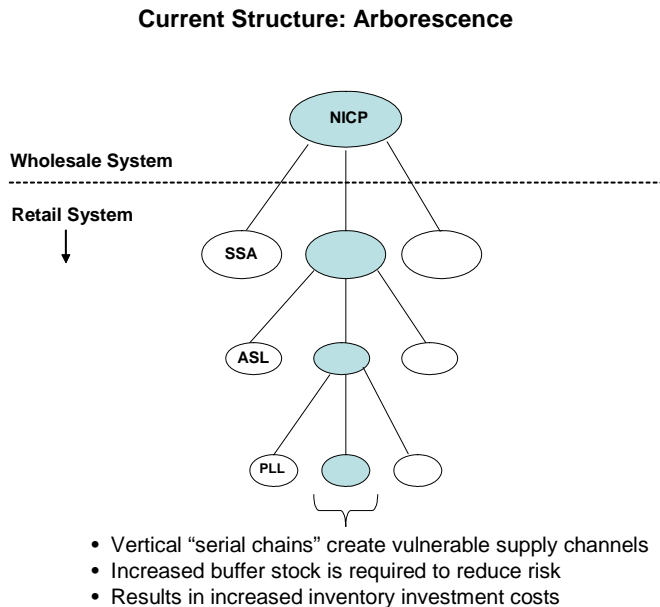 Current Structure: Arborescence
NICP
Wholesale System
Retail System
SSA
ASL
PLL
• Vertical “serial chains” create vulnerable supply channels
• Increased buffer stock is required to reduce risk
• Results in increased inventory investment costs